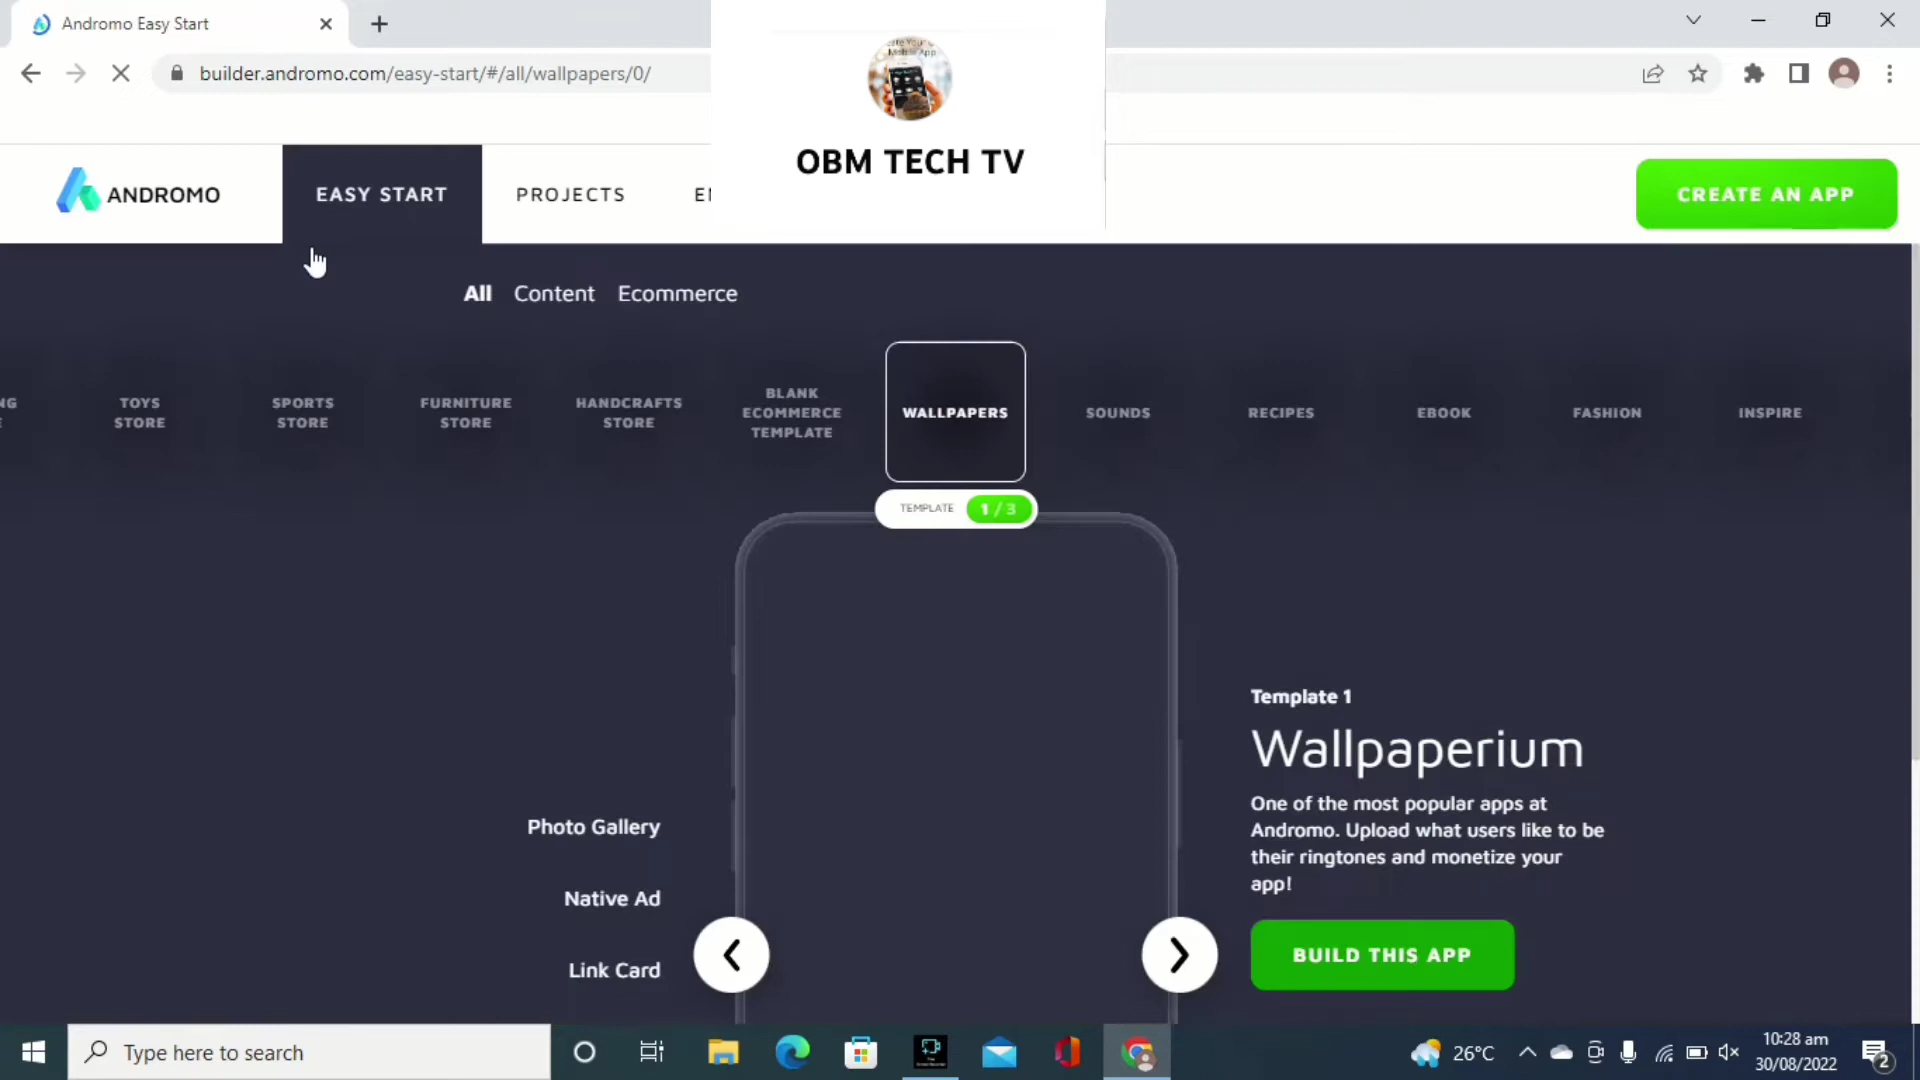 Andromo Easy Start
builder.andromo.com/easy-start/#/all/wallpapers/0/
OBM TECH TV
ANDROMO
EASY START
PROJECTS
CREATE AN APP
All Content Ecommerce
TOYS
STORE
SPORTS
STORE
FURNITURE
STORE
HANDCRAFTS
STORE
BLANK
ECOMMERCE
TEMPLATE
WALLPAPERS
SOUNDS
RECIPES
EBOOK
FASHION
INSPIRE
TEMPLATE 1 / 3
Template 1
Wallpaperium
One of the most popular apps at
Andromo. Upload what users like to be
their ringtones and monetize your
app!
BUILD THIS APP
Photo Gallery
Native Ad
Link Card
Type here to search
26°C
10:28 am
30/08/2022
2